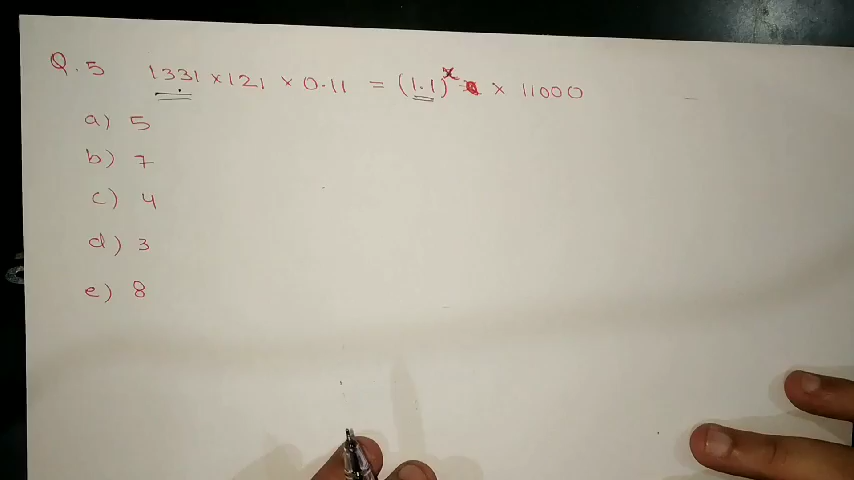 Q.5 1331 × 121 × 0.11 = (1.1)^x × 11000
a) 5
b) 7
c) 4
d) 3
e) 8